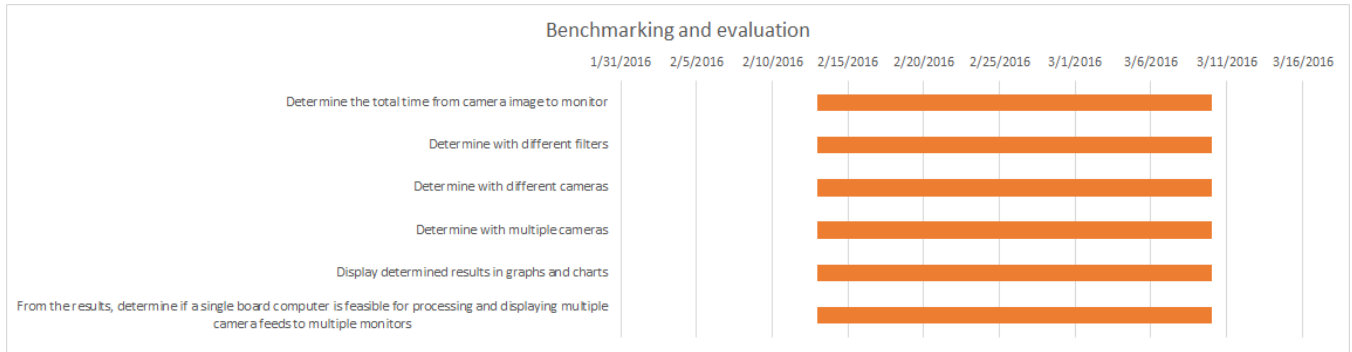 Benchmarking and evaluation
1/31/2016 2/5/2016 2/10/2016 2/15/2016 2/20/2016 2/25/2016 3/1/2016 3/6/2016 3/11/2016 3/16/2016
Determine the total time from camera image to monitor
Determine with different filters
Determine with different cameras
Determine with multiple cameras
Display determined results in graphs and charts
From the results, determine if a single board computer is feasible for processing and displaying multiple
camera feeds to multiple monitors